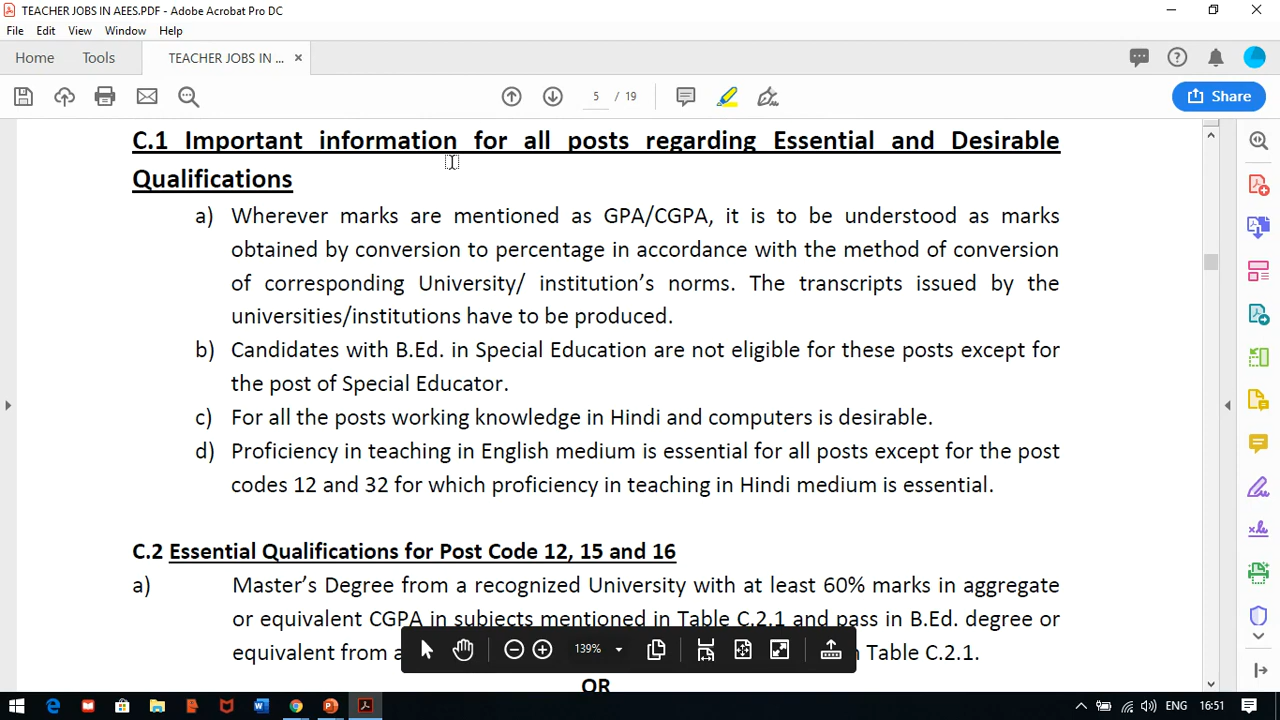 TEACHER JOBS IN AEES.PDF - Adobe Acrobat Pro DC
File Edit View Window Help
Home Tools TEACHER JOBS IN ... ×
5 / 19 Share
C.1 Important information for all posts regarding Essential and Desirable
Qualifications
a) Wherever marks are mentioned as GPA/CGPA, it is to be understood as marks
obtained by conversion to percentage in accordance with the method of conversion
of corresponding University/ institution’s norms. The transcripts issued by the
universities/institutions have to be produced.
b) Candidates with B.Ed. in Special Education are not eligible for these posts except for
the post of Special Educator.
c) For all the posts working knowledge in Hindi and computers is desirable.
d) Proficiency in teaching in English medium is essential for all posts except for the post
codes 12 and 32 for which proficiency in teaching in Hindi medium is essential.
C.2 Essential Qualifications for Post Code 12, 15 and 16
a) Master’s Degree from a recognized University with at least 60% marks in aggregate
or equivalent CGPA in subjects mentioned in Table C.2.1 and pass in B.Ed. degree or
equivalent from a Table C.2.1.
139%
OR
ENG 16:51